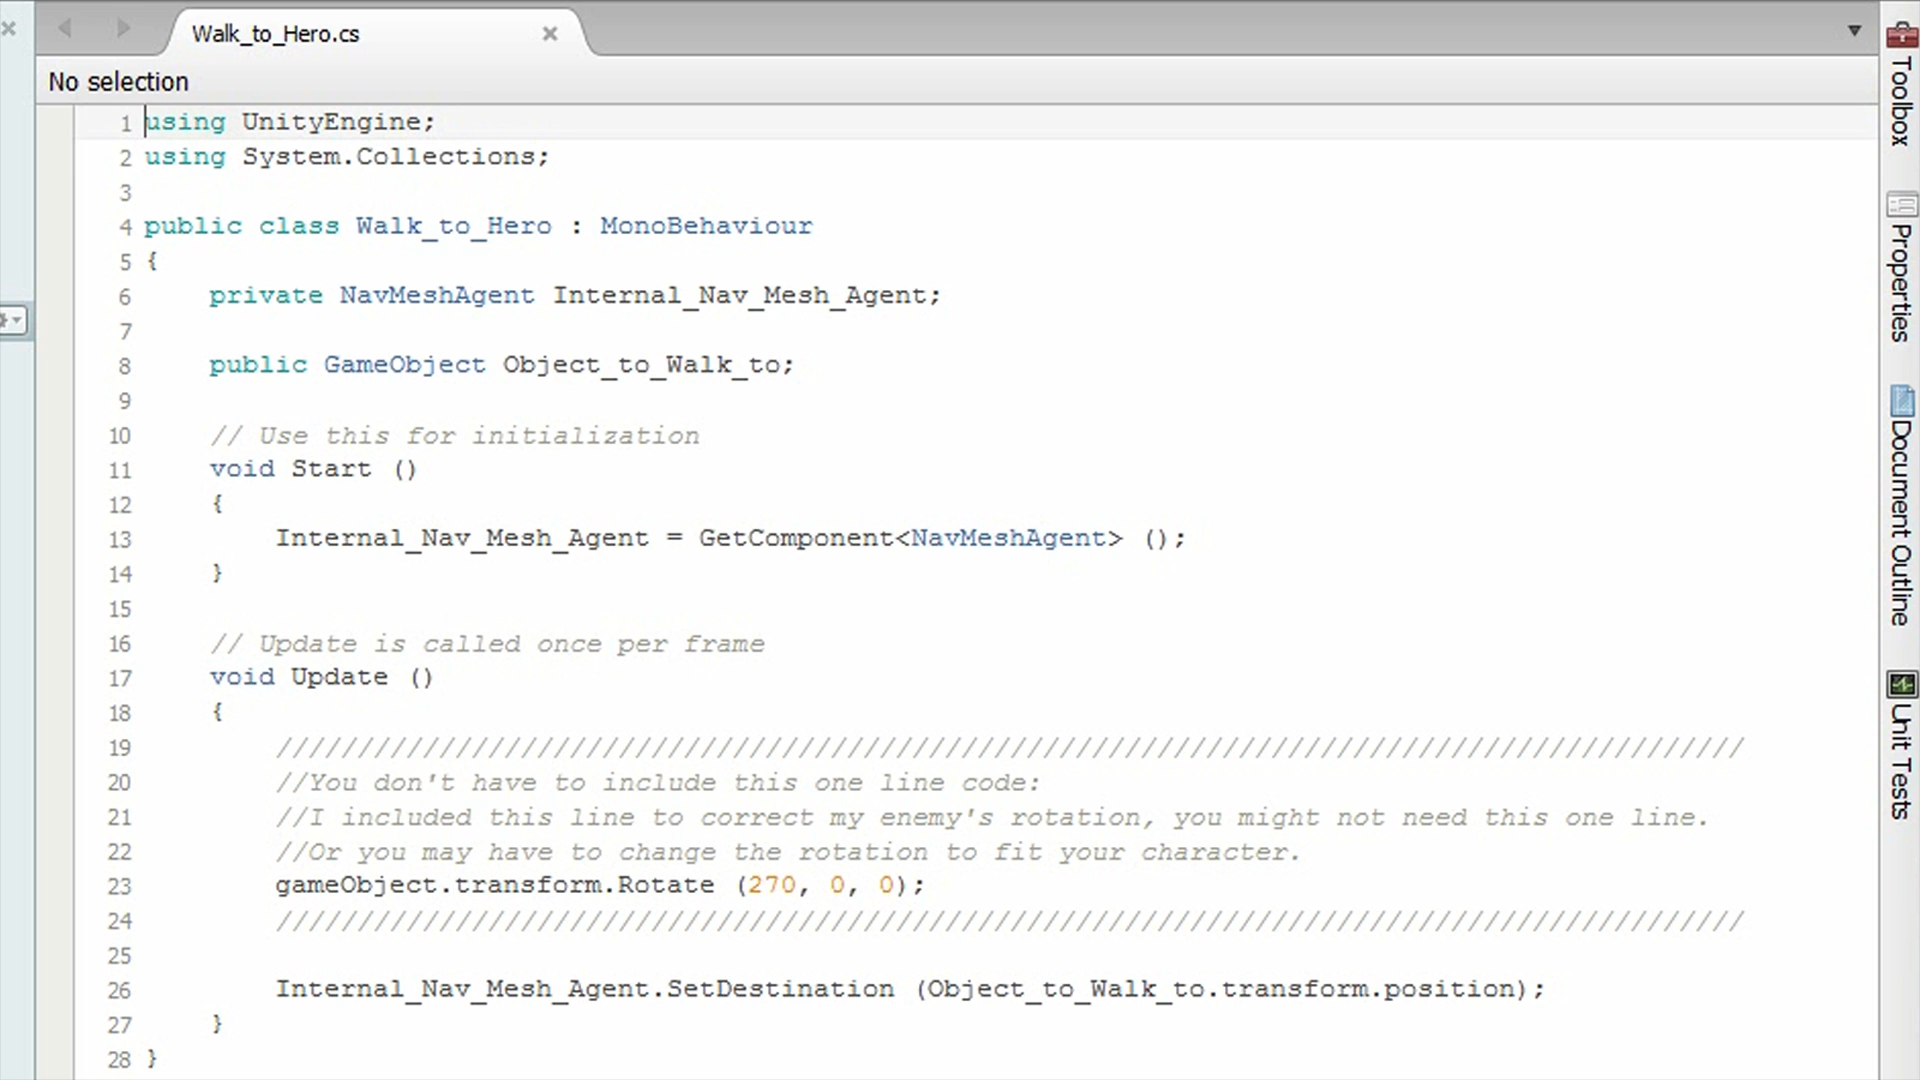 Walk_to_Hero.cs
No selection
1 using UnityEngine;
2 using System.Collections;
3
4 public class Walk_to_Hero : MonoBehaviour
5 {
6 private NavMeshAgent Internal_Nav_Mesh_Agent;
7
8 public GameObject Object_to_Walk_to;
9
10 // Use this for initialization
11 void Start ()
12 {
13 Internal_Nav_Mesh_Agent = GetComponent<NavMeshAgent> ();
14 }
15
16 // Update is called once per frame
17 void Update ()
18 {
19 //////////////////////////////////////////////////////////////////////////////////////////
20 //You don't have to include this one line code:
21 //I included this line to correct my enemy's rotation, you might not need this one line.
22 //Or you may have to change the rotation to fit your character.
23 gameObject.transform.Rotate (270, 0, 0);
24 //////////////////////////////////////////////////////////////////////////////////////////
25
26 Internal_Nav_Mesh_Agent.SetDestination (Object_to_Walk_to.transform.position);
27 }
28 }
Toolbox
Properties
Document Outline
Unit Tests